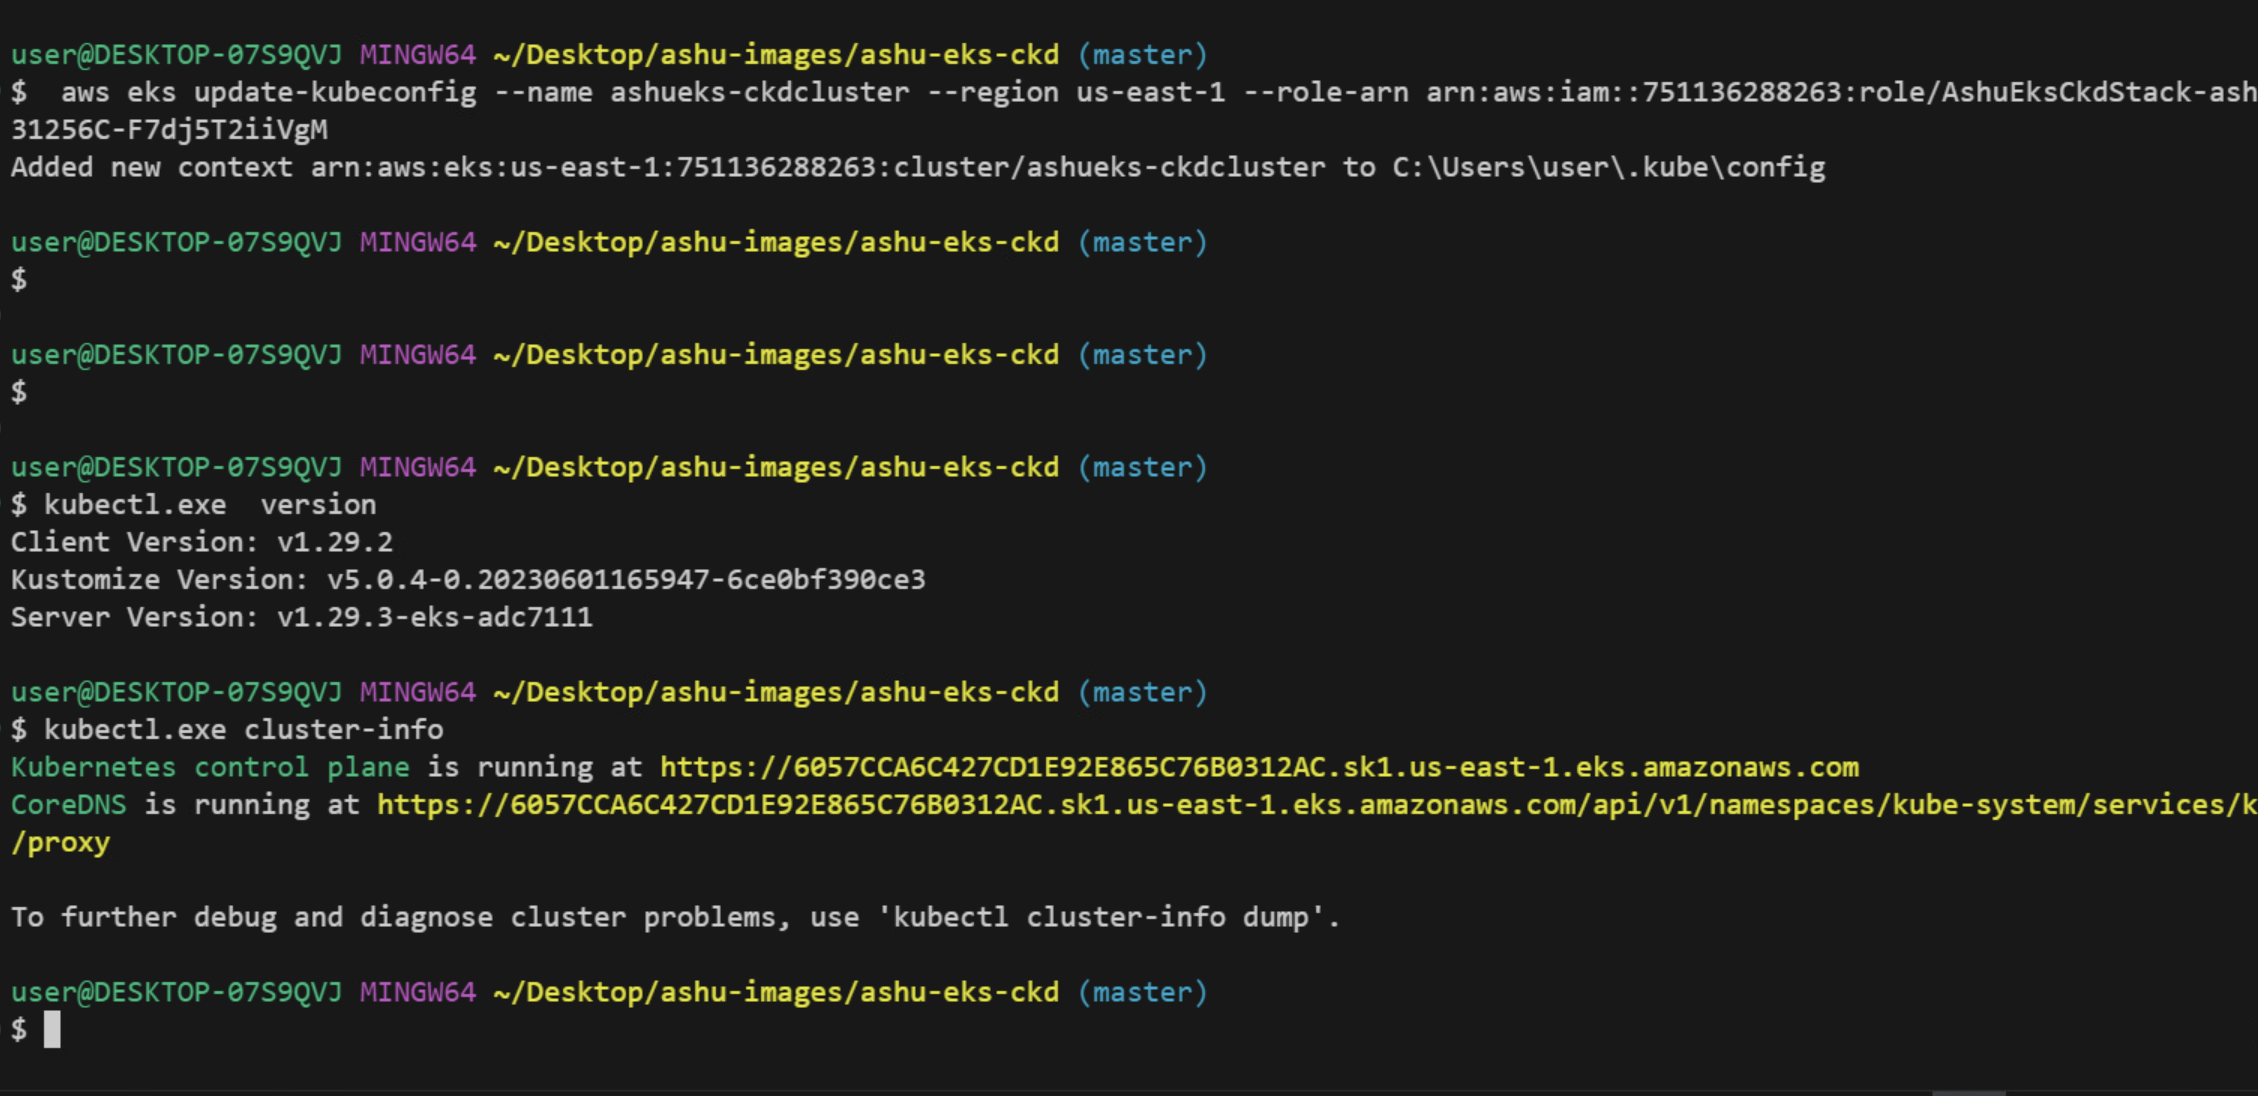 user@DESKTOP-07S9QVJ MINGW64 ~/Desktop/ashu-images/ashu-eks-ckd (master)
$  aws eks update-kubeconfig --name ashueks-ckdcluster --region us-east-1 --role-arn arn:aws:iam::751136288263:role/AshuEksCkdStack-ash
31256C-F7dj5T2iiVgM
Added new context arn:aws:eks:us-east-1:751136288263:cluster/ashueks-ckdcluster to C:\Users\user\.kube\config
user@DESKTOP-07S9QVJ MINGW64 ~/Desktop/ashu-images/ashu-eks-ckd (master)
$
user@DESKTOP-07S9QVJ MINGW64 ~/Desktop/ashu-images/ashu-eks-ckd (master)
$
user@DESKTOP-07S9QVJ MINGW64 ~/Desktop/ashu-images/ashu-eks-ckd (master)
$ kubectl.exe  version
Client Version: v1.29.2
Kustomize Version: v5.0.4-0.20230601165947-6ce0bf390ce3
Server Version: v1.29.3-eks-adc7111
user@DESKTOP-07S9QVJ MINGW64 ~/Desktop/ashu-images/ashu-eks-ckd (master)
$ kubectl.exe cluster-info
Kubernetes control plane is running at https://6057CCA6C427CD1E92E865C76B0312AC.sk1.us-east-1.eks.amazonaws.com
CoreDNS is running at https://6057CCA6C427CD1E92E865C76B0312AC.sk1.us-east-1.eks.amazonaws.com/api/v1/namespaces/kube-system/services/k
/proxy
To further debug and diagnose cluster problems, use 'kubectl cluster-info dump'.
user@DESKTOP-07S9QVJ MINGW64 ~/Desktop/ashu-images/ashu-eks-ckd (master)
$